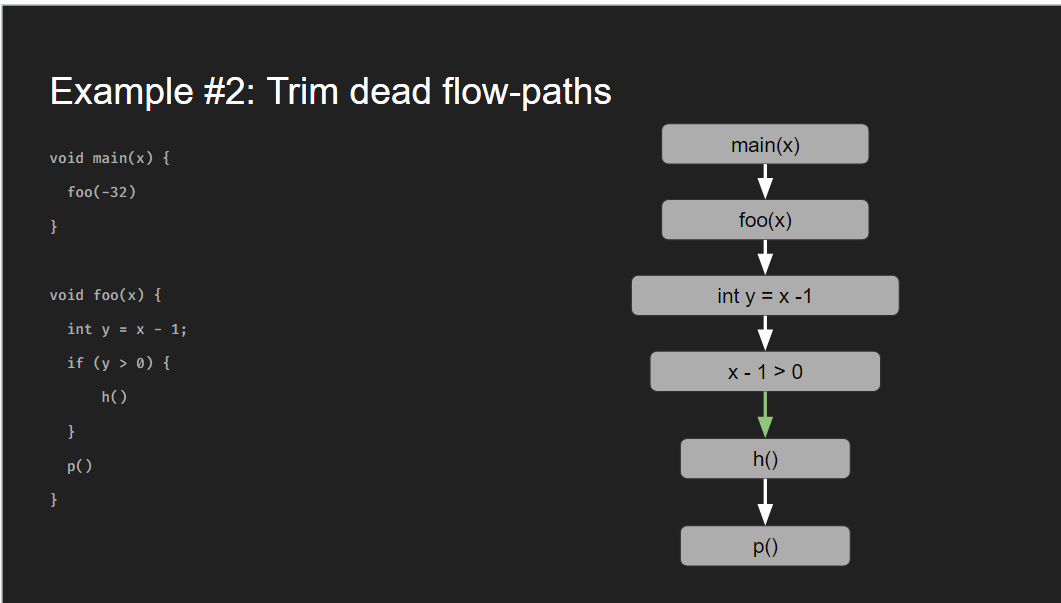 Example #2: Trim dead flow-paths
void main(x) {
foo(-32)
}
void foo(x) {
int y = x - 1;
if (y > 0) {
h()
}
p()
}
main(x)
foo(x)
int y = x -1
x - 1 > 0
h()
p()